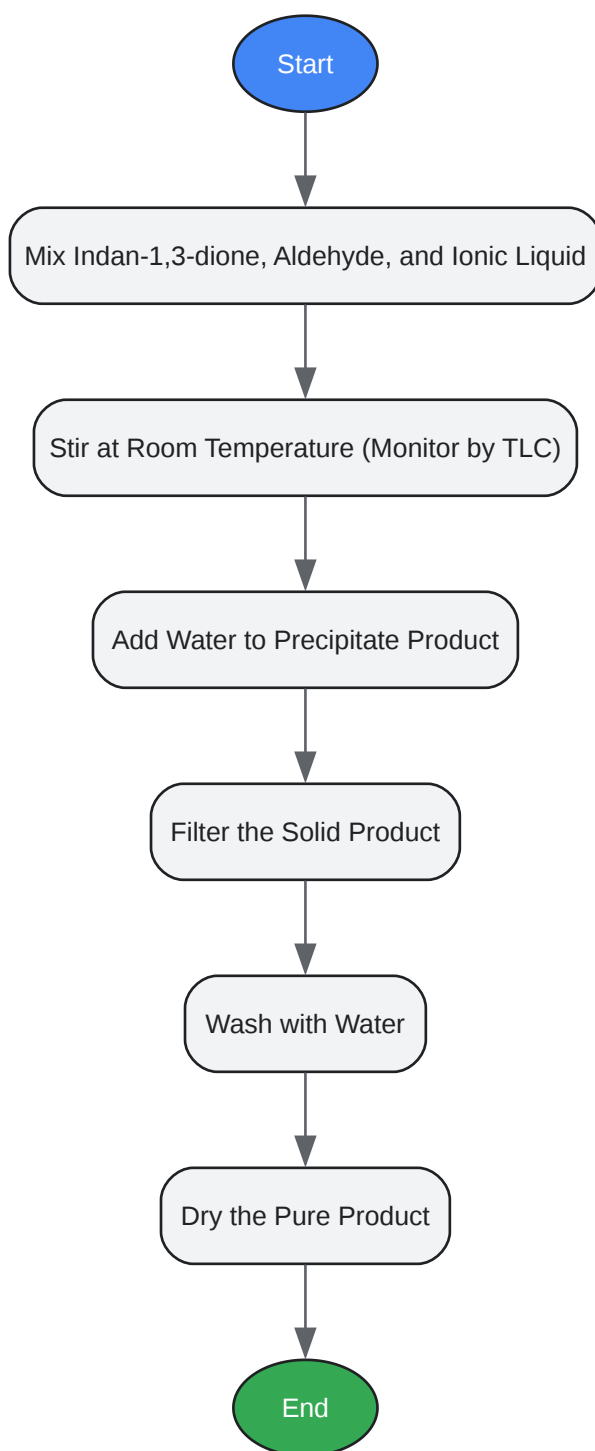 Start
Mix Indan-1,3-dione, Aldehyde, and Ionic Liquid
Stir at Room Temperature (Monitor by TLC)
Add Water to Precipitate Product
Filter the Solid Product
Wash with Water
Dry the Pure Product
End